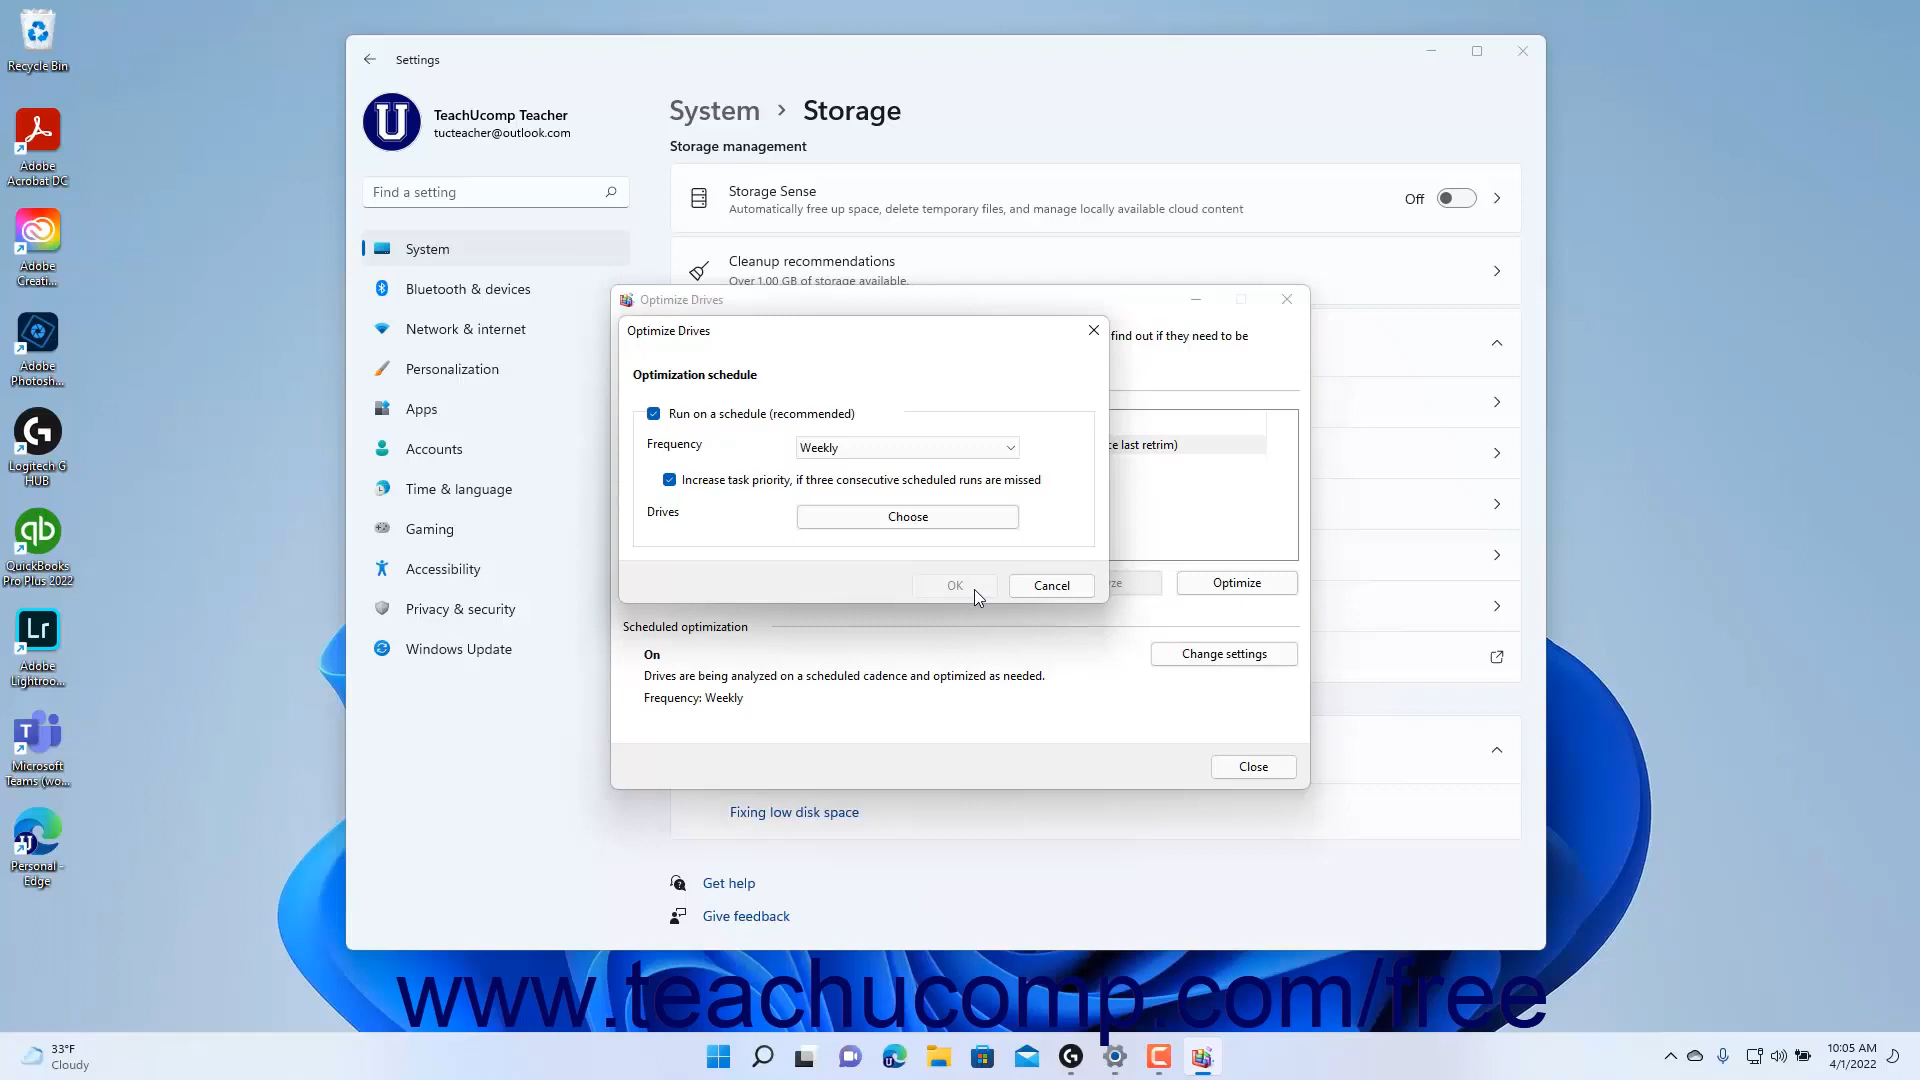 Recycle Bin
Adobe
Acrobat DC
Adobe
Creati...
Adobe
Photosh...
Logitech G
HUB
QuickBooks
Pro Plus 2022
Adobe
Lightroo...
Microsoft
Teams (wo...
Personal -
Edge
Settings
TeachUcomp Teacher
tucteacher@outlook.com
Find a setting
System
Bluetooth & devices
Network & internet
Personalization
Apps
Accounts
Time & language
Gaming
Accessibility
Privacy & security
Windows Update
System > Storage
Storage management
Storage Sense
Automatically free up space, delete temporary files, and manage locally available cloud content
Off
Cleanup recommendations
Over 1.00 GB of storage available.
Optimize Drives
find out if they need to be
Optimize Drives
Optimization schedule
Run on a schedule (recommended)
Frequency
Weekly
Increase task priority, if three consecutive scheduled runs are missed
Drives
Choose
OK
Cancel
ce last retrim)
ze
Optimize
Scheduled optimization
On
Change settings
Drives are being analyzed on a scheduled cadence and optimized as needed.
Frequency: Weekly
Close
Fixing low disk space
Get help
Give feedback
www.teachucomp.com/free
33°F
Cloudy
10:05 AM
4/1/2022